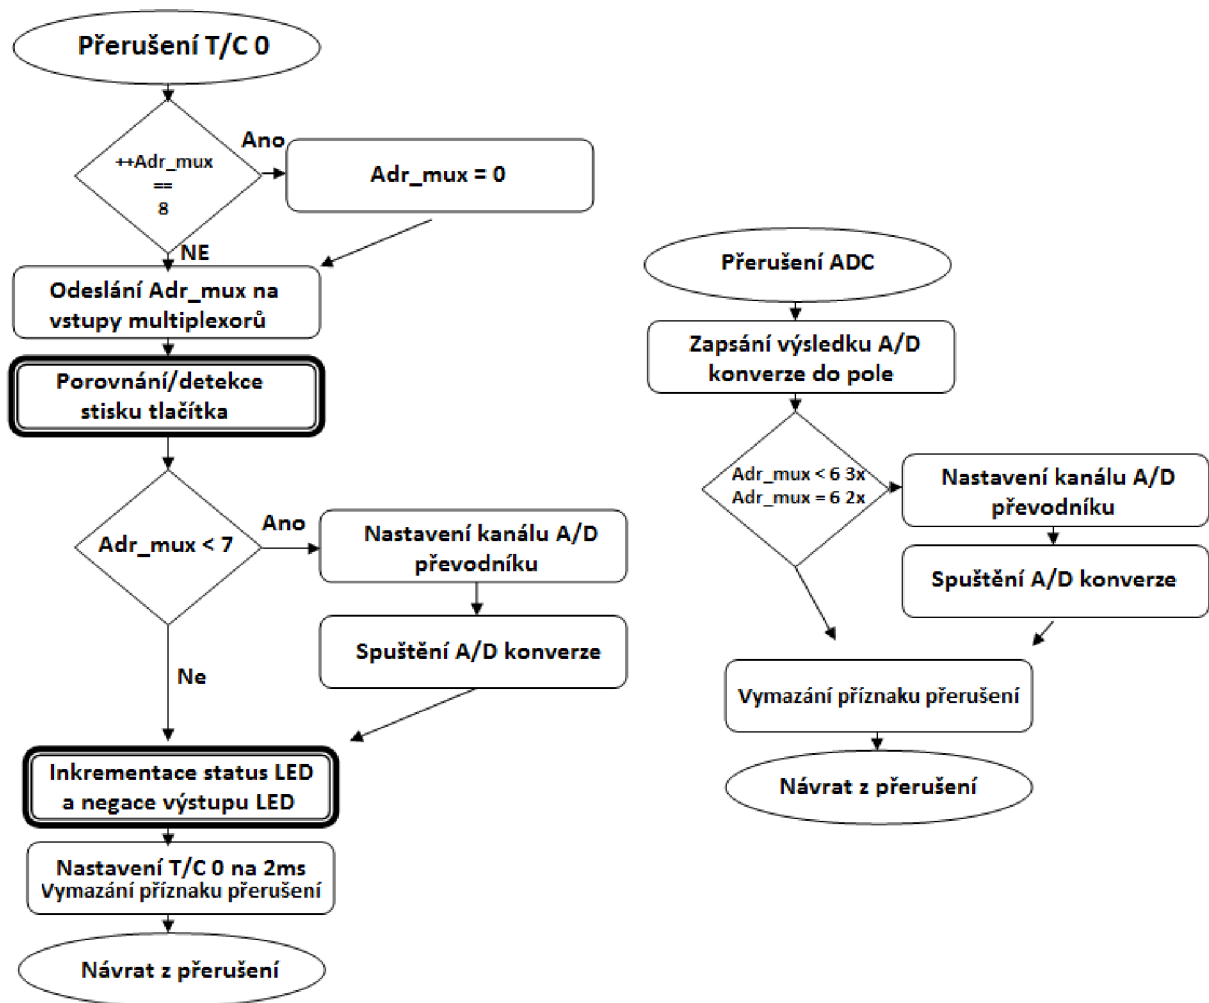 Přerušení T/C 0
Ano
++Adr_mux
==
8
Adr_mux = 0
NE
Odeslání Adr_mux na
vstupy multiplexorů
Porovnání/detekce
stisku tlačítka
Adr_mux < 7
Ano
Nastavení kanálu A/D
převodníku
Spuštění A/D konverze
Ne
Inkrementace status LED
a negace výstupu LED
Nastavení T/C 0 na 2ms
Vymazání příznaku přerušení
Návrat z přerušení
Přerušení ADC
Zapsání výsledku A/D
konverze do pole
Adr_mux < 6 3x
Adr_mux = 6 2x
Nastavení kanálu A/D
převodníku
Spuštění A/D konverze
Vymazání příznaku přerušení
Návrat z přerušení